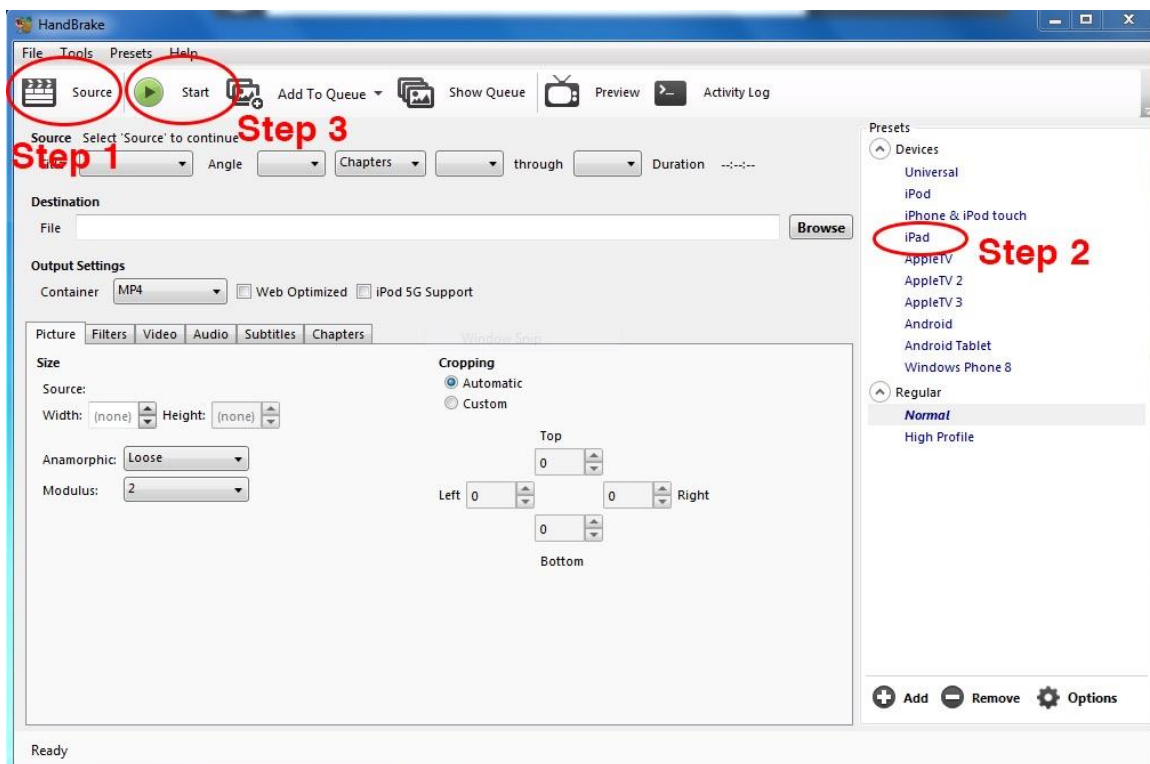 HandBrake
File Tools Presets Help
Source Start Add To Queue Show Queue Preview Activity Log
Step 3
Source Select 'Source' to continue
Step 1
Angle Chapters through Duration --:--:--
Destination
File Browse
Output Settings
Container MP4 Web Optimized iPod 5G Support
Picture Filters Video Audio Subtitles Chapters
Window Snip
Size
Source:
Width: (none) Height: (none)
Anamorphic: Loose
Modulus: 2
Cropping
Automatic
Custom
Top
0
Left 0 0 Right
0
Bottom
Presets
Devices
Universal
iPod
iPhone & iPod touch
iPad
Step 2
AppleTV
AppleTV 2
AppleTV 3
Android
Android Tablet
Windows Phone 8
Regular
Normal
High Profile
Add Remove Options
Ready